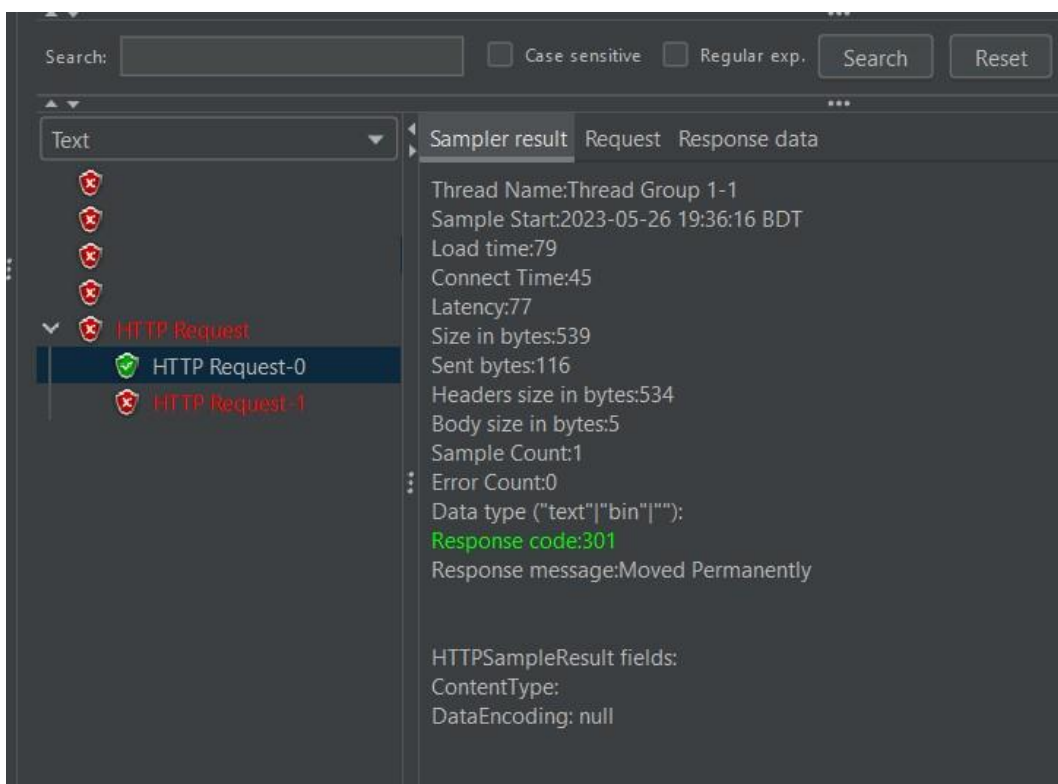 Search:
Case sensitive
Regular exp.
Search
Reset
Text
Sampler result
Request
Response data
HTTP Request
HTTP Request-0
HTTP Request-1
Thread Name:Thread Group 1-1
Sample Start:2023-05-26 19:36:16 BDT
Load time:79
Connect Time:45
Latency:77
Size in bytes:539
Sent bytes:116
Headers size in bytes:534
Body size in bytes:5
Sample Count:1
Error Count:0
Data type ("text"|"bin"|""):
Response code:301
Response message:Moved Permanently
HTTPSampleResult fields:
ContentType:
DataEncoding: null